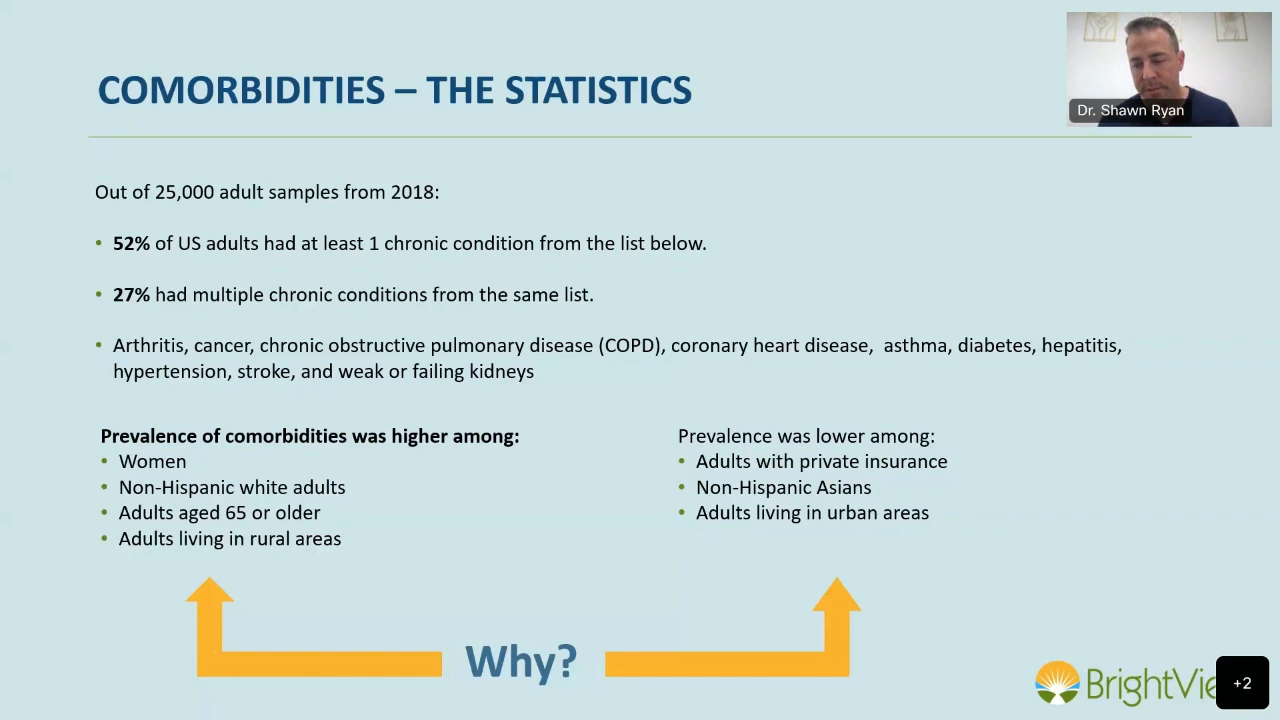 COMORBIDITIES – THE STATISTICS
Dr. Shawn Ryan
Out of 25,000 adult samples from 2018:
• 52% of US adults had at least 1 chronic condition from the list below.
• 27% had multiple chronic conditions from the same list.
• Arthritis, cancer, chronic obstructive pulmonary disease (COPD), coronary heart disease, asthma, diabetes, hepatitis,
hypertension, stroke, and weak or failing kidneys
Prevalence of comorbidities was higher among:
• Women
• Non-Hispanic white adults
• Adults aged 65 or older
• Adults living in rural areas
Prevalence was lower among:
• Adults with private insurance
• Non-Hispanic Asians
• Adults living in urban areas
Why?
BrightVie
+2